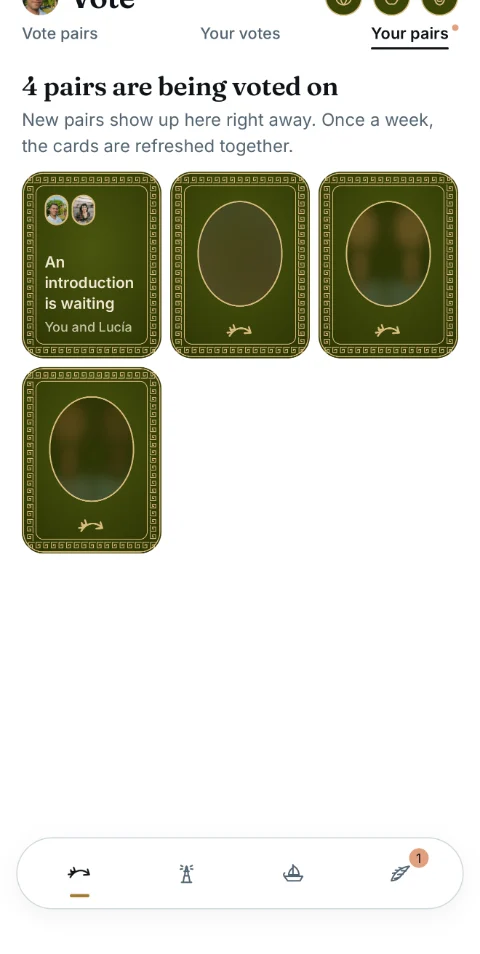 Vote
Vote pairs
Your votes
Your pairs
4 pairs are being voted on
New pairs show up here right away. Once a week,
the cards are refreshed together.
An
introduction
is waiting
You and Lucía
1